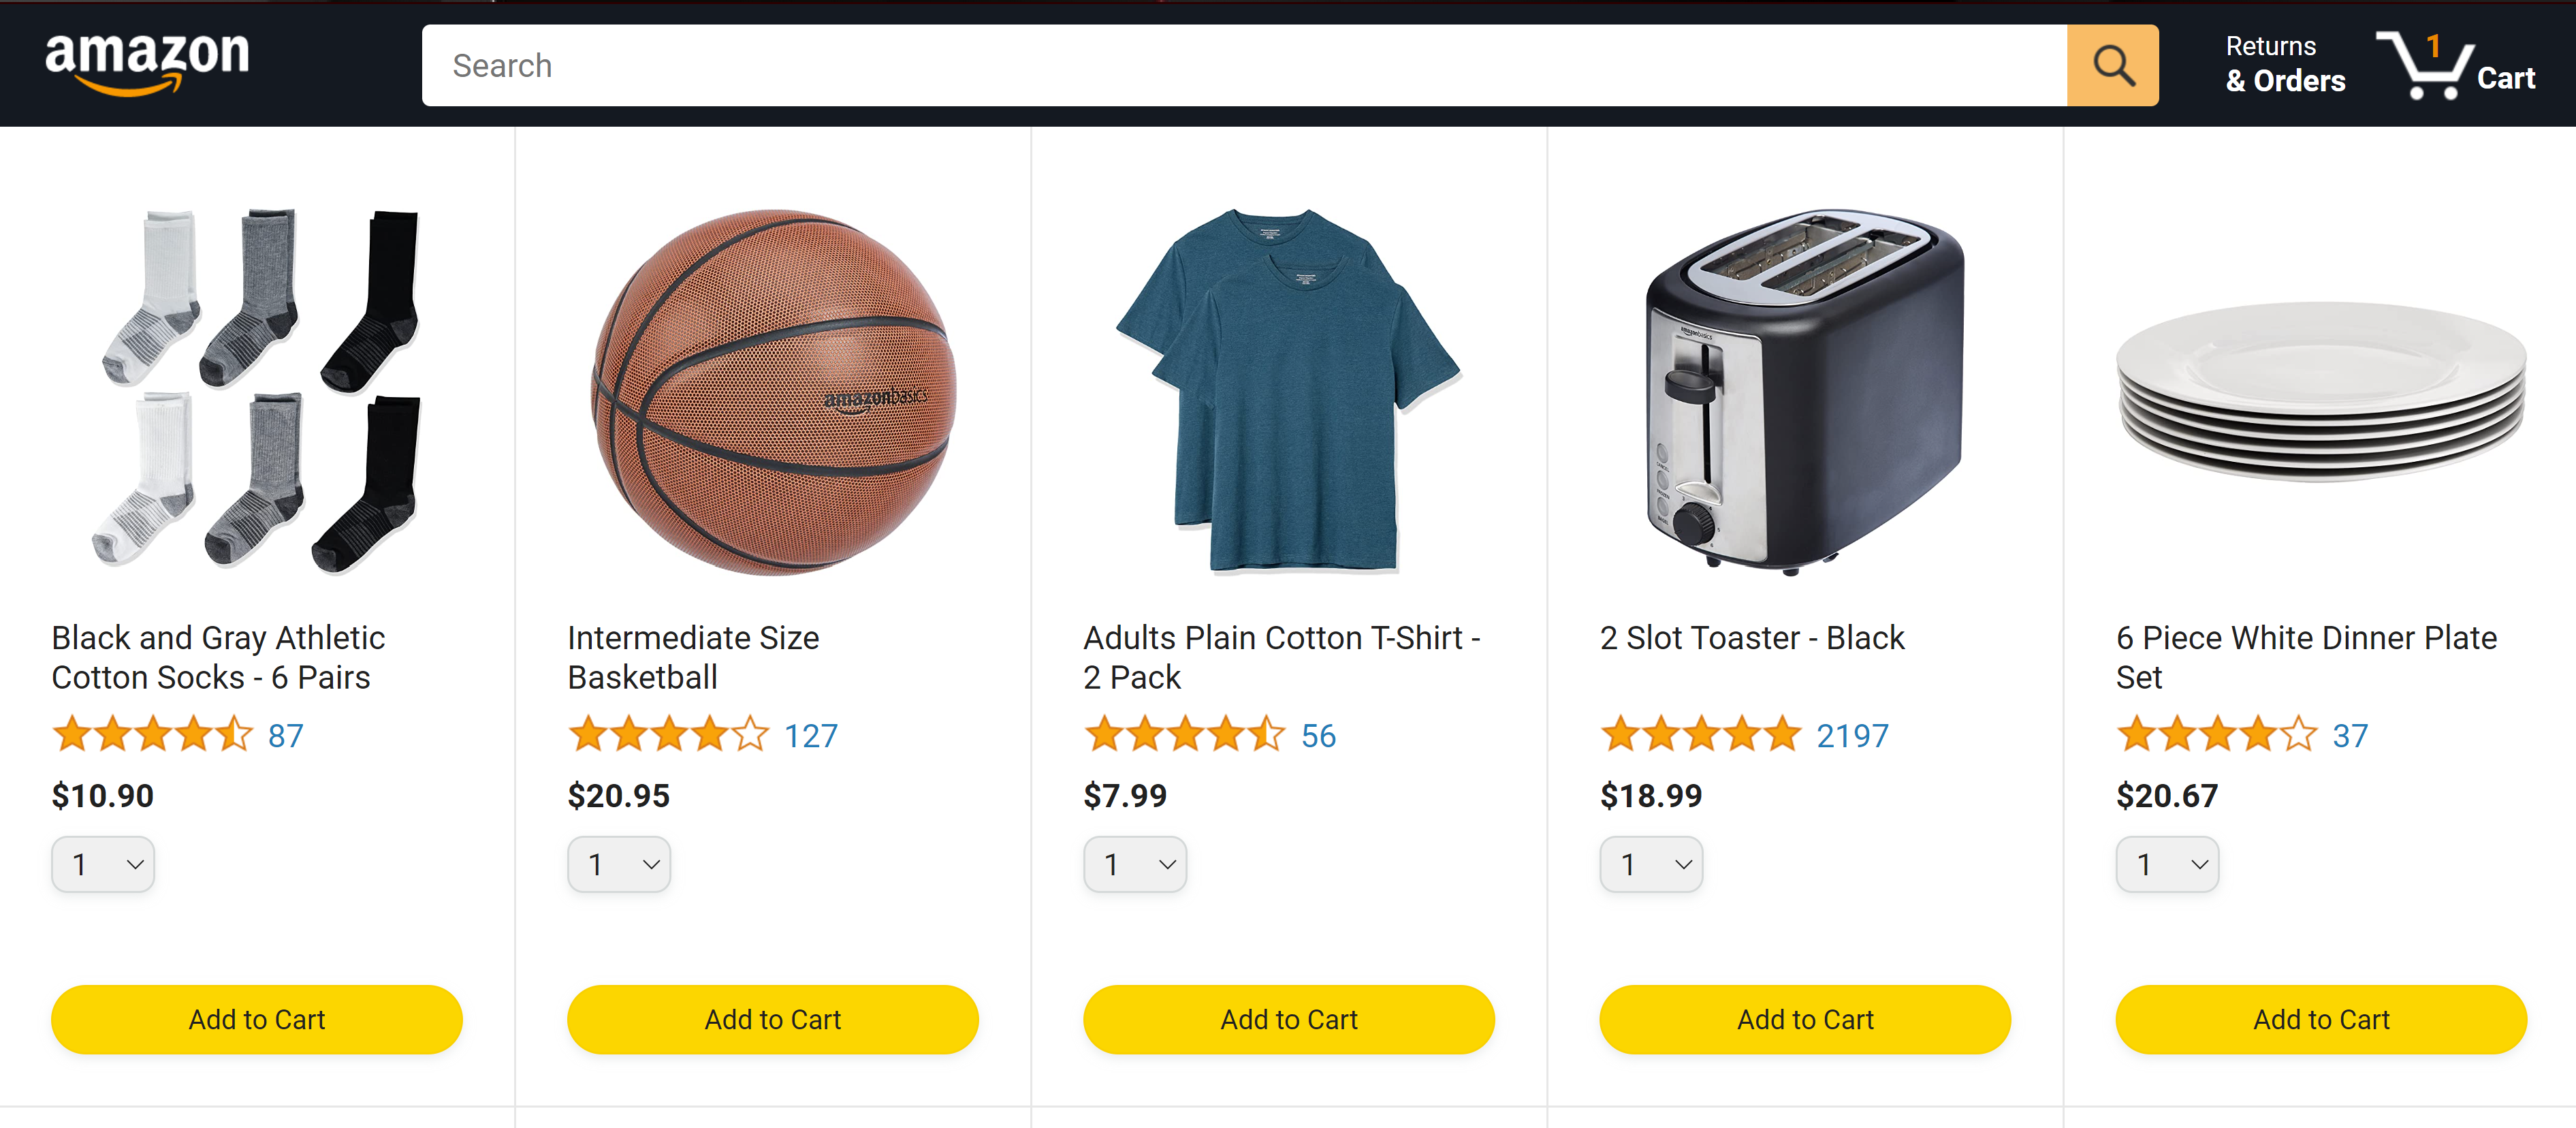 amazon
Search
Returns
& Orders
1
Cart
amazonbasics
amazonbasics
Black and Gray Athletic
Cotton Socks - 6 Pairs
87
$10.90
1
Add to Cart
Intermediate Size
Basketball
127
$20.95
1
Add to Cart
Adults Plain Cotton T-Shirt -
2 Pack
56
$7.99
1
Add to Cart
2 Slot Toaster - Black
2197
$18.99
1
Add to Cart
6 Piece White Dinner Plate
Set
37
$20.67
1
Add to Cart